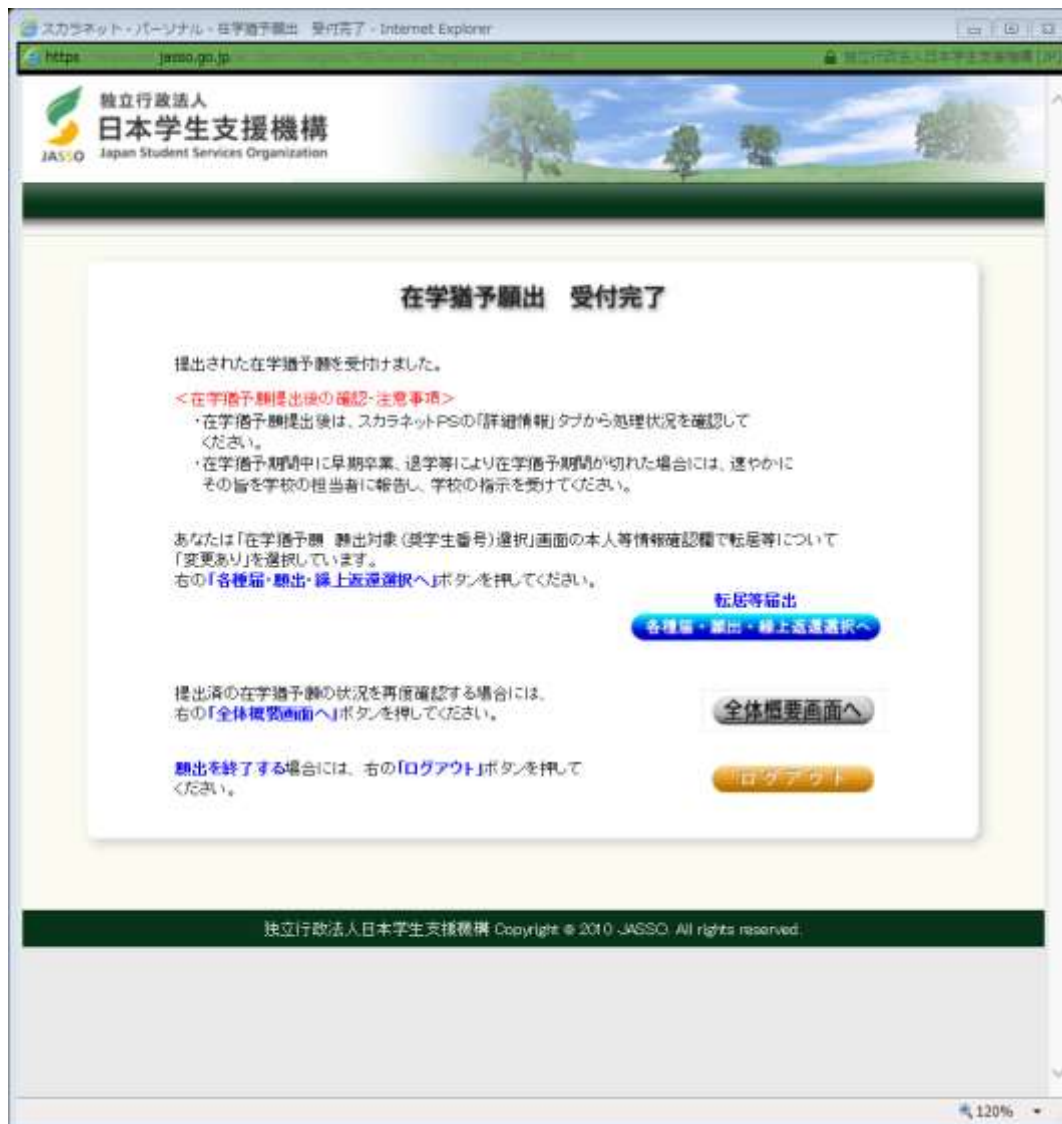 スカラネット・パーソナル - 在学猶予願出 受付完了 - Internet Explorer
https
jasso.go.jp
独立行政法人日本学生支援機構 [JP]
独立行政法人
日本学生支援機構
JASSO Japan Student Services Organization
在学猶予願出 受付完了
提出された在学猶予願を受付けました。
<在学猶予願提出後の確認・注意事項>
・在学猶予願提出後は、スカラネットPSの「詳細情報」タブから処理状況を確認して
ください。
・在学猶予期間中に早期卒業、退学等により在学猶予期間が切れた場合には、速やかに
その旨を学校の担当者に報告し、学校の指示を受けてください。
あなたは「在学猶予願 願出対象(奨学生番号)選択」画面の本人等情報確認欄で転居等について
「変更あり」を選択しています。
右の「各種届・願出・繰上返還選択へ」ボタンを押してください。
転居等届出
各種届・願出・繰上返還選択へ
提出済の在学猶予願の状況を再度確認する場合には、
右の「全体概要画面へ」ボタンを押してください。
全体概要画面へ
願出を終了する場合には、右の「ログアウト」ボタンを押して
ください。
ログアウト
独立行政法人日本学生支援機構 Copyright © 2010 JASSO. All rights reserved.
120%